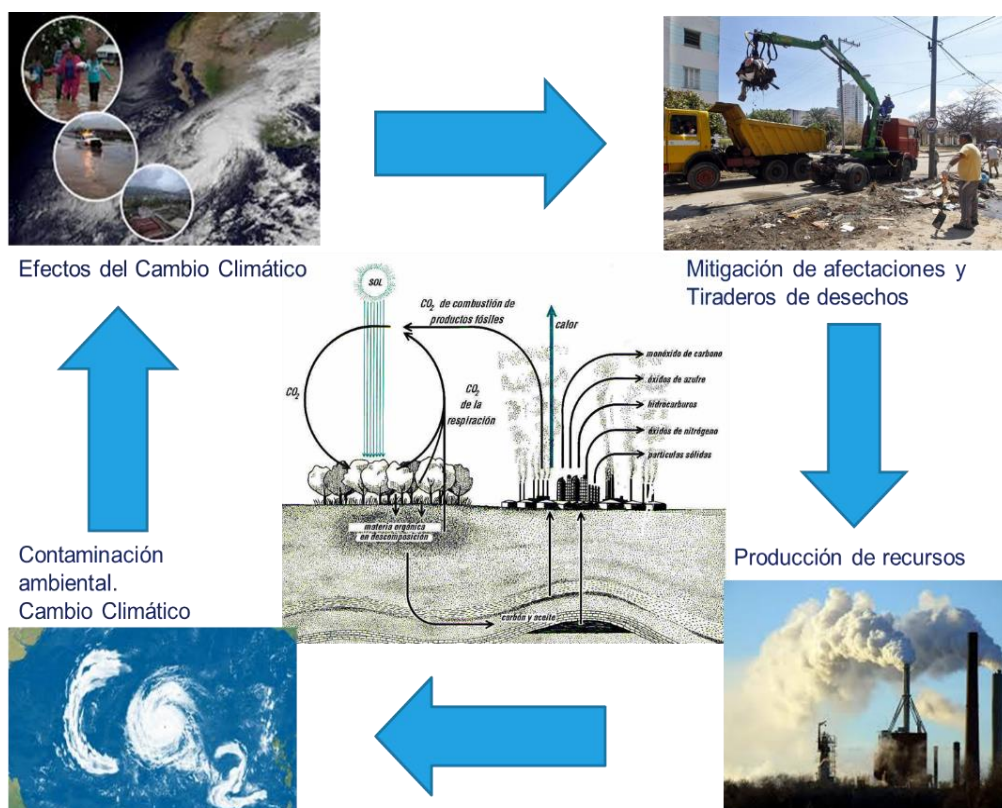 Efectos del Cambio Climático
Mitigación de afectaciones y
Tiraderos de desechos
SOL
CO2 de combustión de
productos fósiles
calor
monóxido de carbono
óxidos de azufre
hidrocarburos
óxidos de nitrógeno
partículas sólidas
CO2
CO2
de la
respiración
materia orgánica
en descomposición
carbón y aceite
Contaminación
ambiental.
Cambio Climático
Producción de recursos
CO2